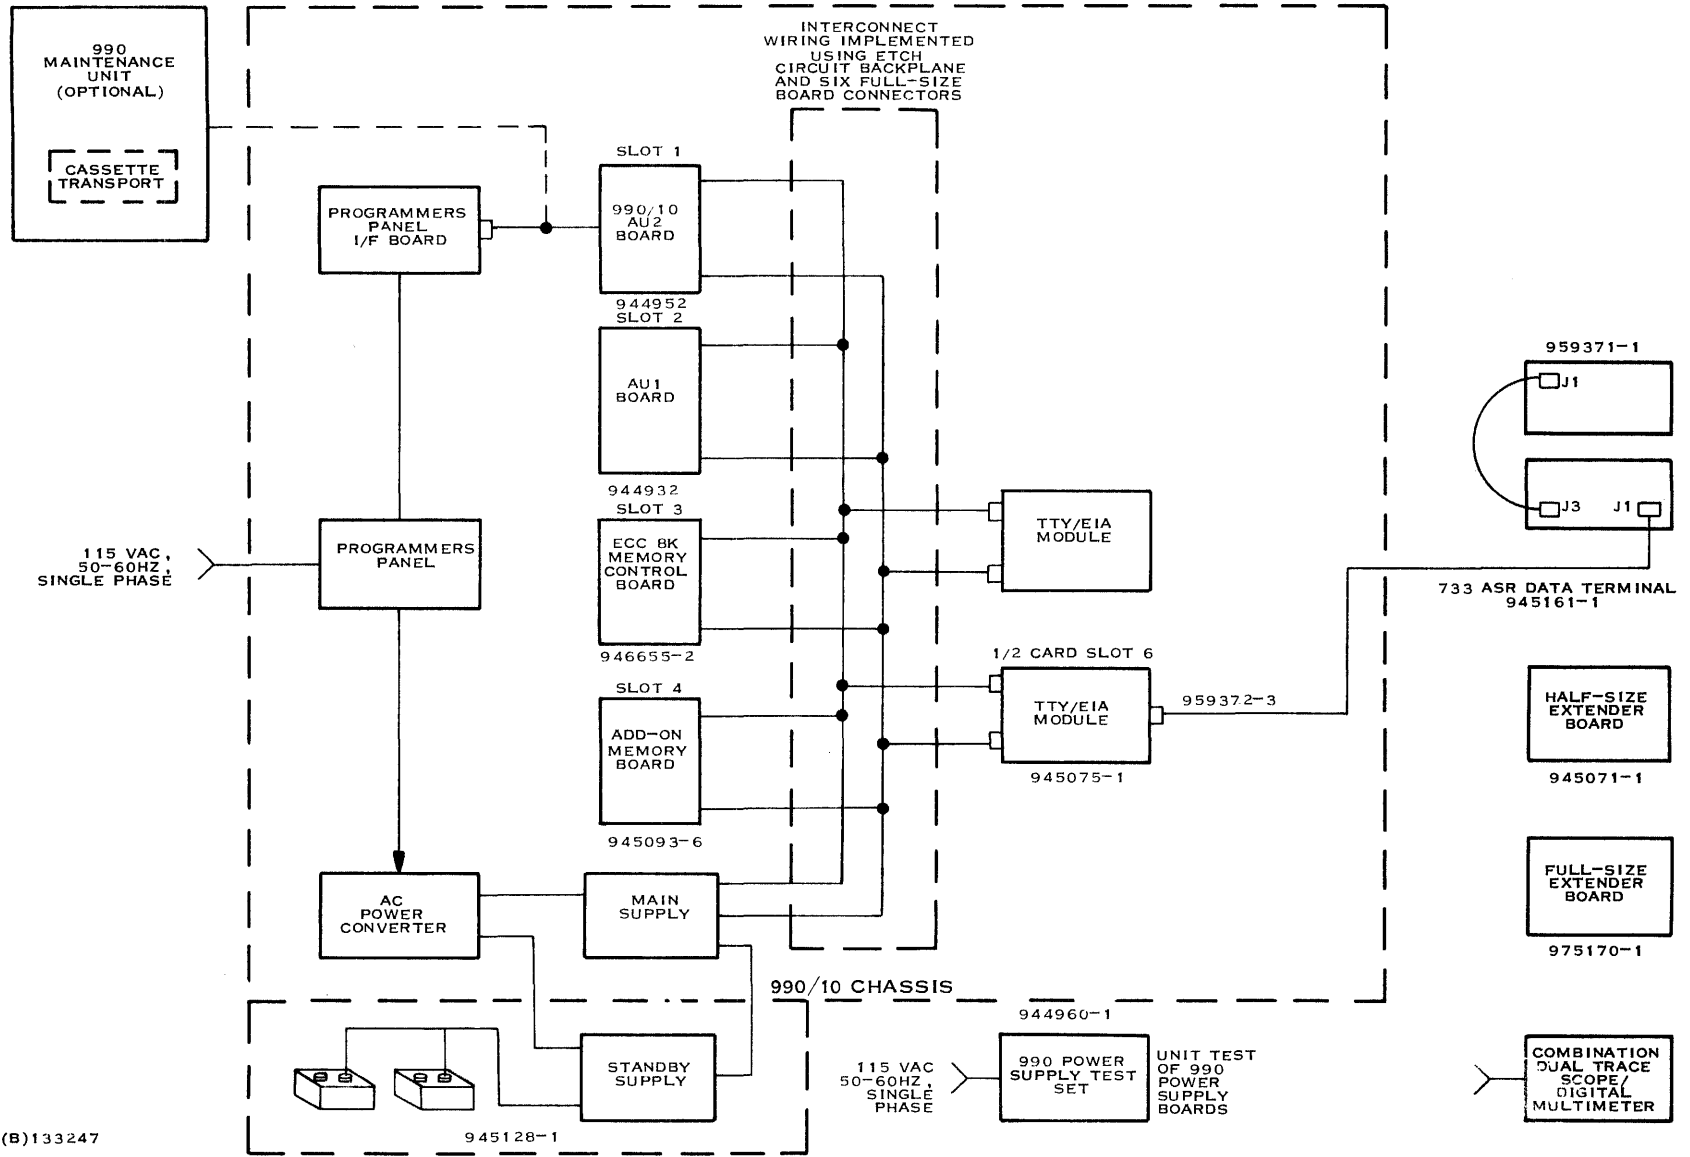 990
MAINTENANCE
UNIT
(OPTIONAL)
CASSETTE
TRANSPORT
INTERCONNECT
WIRING IMPLEMENTED
USING ETCH
CIRCUIT BACKPLANE
AND SIX FULL-SIZE
BOARD CONNECTORS
PROGRAMMERS
PANEL
I/F BOARD
SLOT 1
990/10
AU2
BOARD
944952
SLOT 2
AU1
BOARD
944932
SLOT 3
ECC 8K
MEMORY
CONTROL
BOARD
946655-2
SLOT 4
ADD-ON
MEMORY
BOARD
945093-6
115 VAC,
50-60HZ,
SINGLE PHASE
PROGRAMMERS
PANEL
AC
POWER
CONVERTER
MAIN
SUPPLY
TTY/EIA
MODULE
1/2 CARD SLOT 6
TTY/EIA
MODULE
945075-1
959372-3
959371-1
J1
J3
J1
733 ASR DATA TERMINAL
945161-1
HALF-SIZE
EXTENDER
BOARD
945071-1
FULL-SIZE
EXTENDER
BOARD
975170-1
990/10 CHASSIS
944960-1
STANDBY
SUPPLY
945128-1
115 VAC
50-60HZ,
SINGLE
PHASE
990 POWER
SUPPLY TEST
SET
UNIT TEST
OF 990
POWER
SUPPLY
BOARDS
COMBINATION
DUAL TRACE
SCOPE/
DIGITAL
MULTIMETER
(B)133247